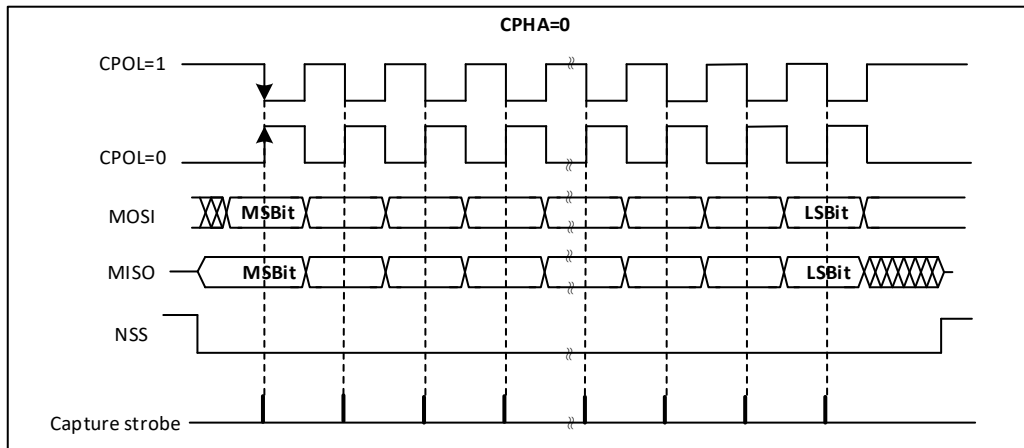 CPHA=0
CPOL=1
CPOL=0
MOSI MSBit LSBit
MISO MSBit LSBit
NSS
Capture strobe